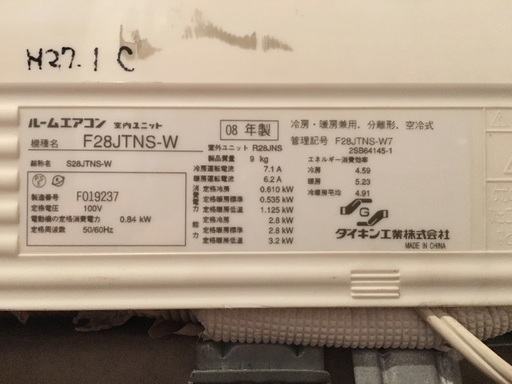 H27.1 C
ルームエアコン 室内ユニット
08 年製
冷房・暖房兼用、分離形、空冷式
機種名 F28JTNS-W
管理記号 F28JTNS-W7
2SB64145-1
室外ユニット R28JNS
製品質量 9 kg
エネルギー消費効率
略称名 S28JTNS-W
冷房運転電流 7.1 A
冷房 4.59
暖房運転電流 6.2 A
暖房 5.23
定格冷房 0.610 kW
冷暖房平均 4.91
製造番号 F019237
定格暖房標準 0.535 kW
定格電圧 100V
定格暖房低温 1.125 kW
電動機の定格消費電力 0.84 kW
能力
定格冷房 2.8 kW
定格周波数 50/60Hz
定格暖房標準 2.8 kW
定格暖房低温 3.2 kW
G
ダイキン工業株式会社
MADE IN CHINA